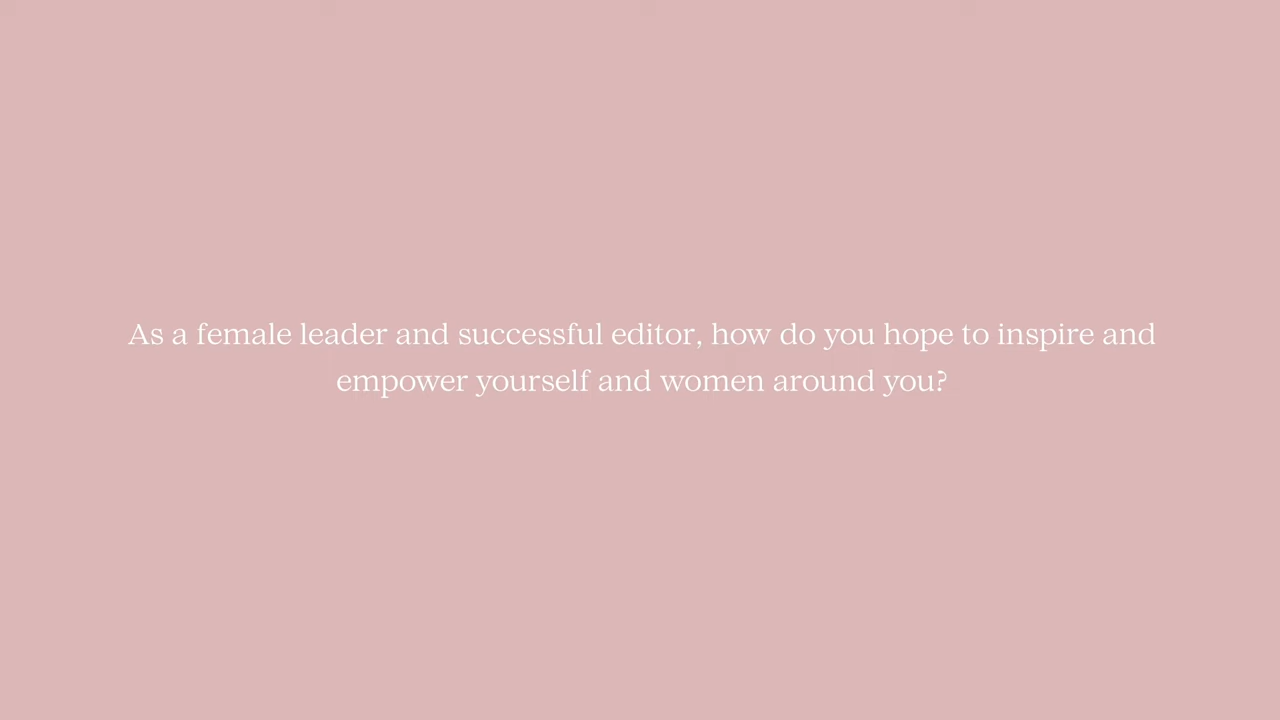 As a female leader and successful editor, how do you hope to inspire and
empower yourself and women around you?